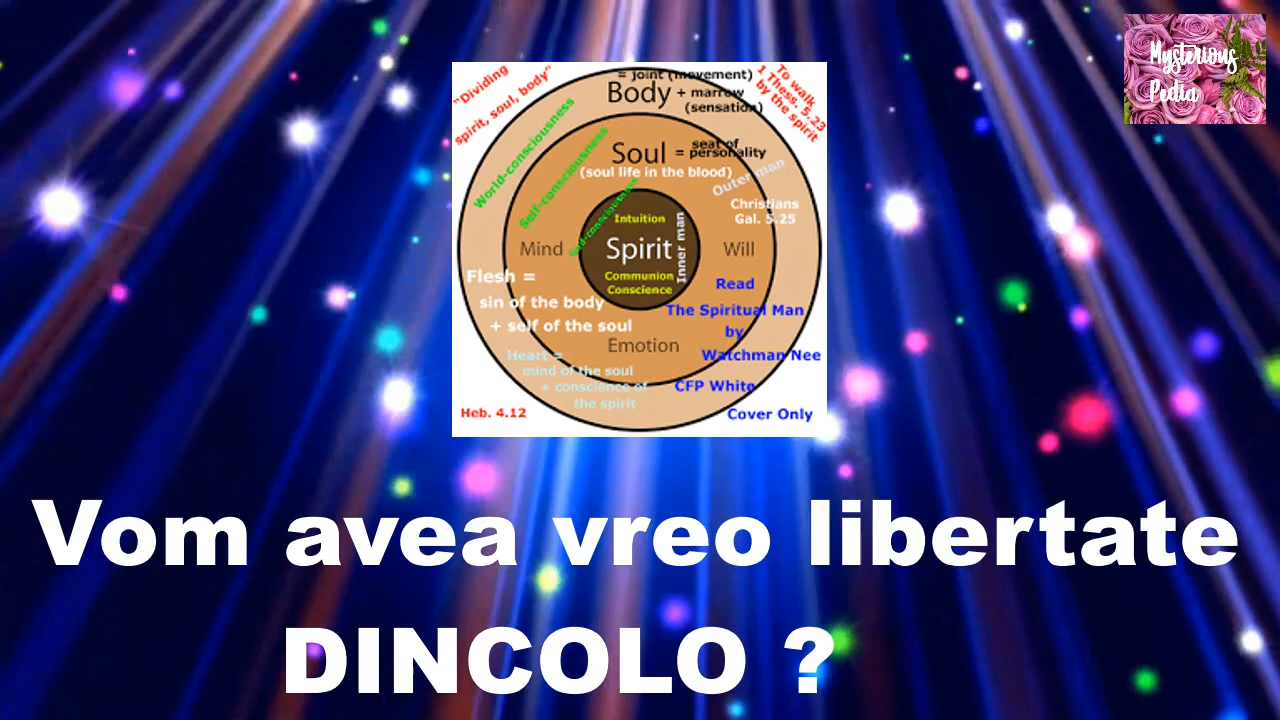 Mysterious
Pedia
"Dividing
spirit, soul, body"
= joint (movement)
Body + marrow
(sensation)
To walk
1 Thess. 5.23
by the spirit
World-consciousness
Self-consciousness
God-consciousness
Soul = seat of
personality
(soul life in the blood)
Outer man
Christians
Gal. 5.25
Intuition
Mind
Spirit
Inner man
Will
Communion
Conscience
Flesh =
sin of the body
+ self of the soul
Read
The Spiritual Man
by
Watchman Nee
CFP White
Cover Only
Emotion
Heart =
mind of the soul
+ conscience of
the spirit
Heb. 4.12
Vom avea vreo libertate
DINCOLO ?